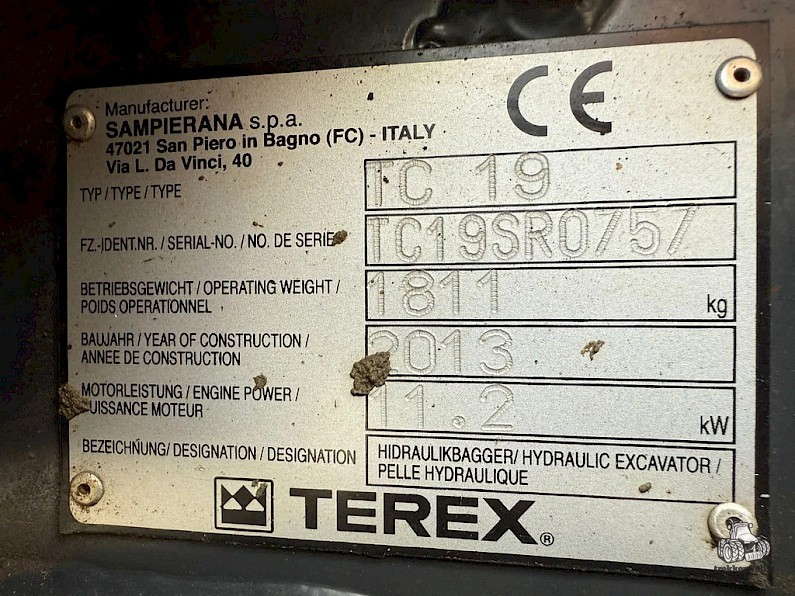 Manufacturer:
SAMPIERANA s.p.a.
47021 San Piero in Bagno (FC) - ITALY
Via L. Da Vinci, 40
CE
TYP / TYPE / TYPE
TC 19
FZ.-IDENT.NR. / SERIAL-NO. / NO. DE SERIE
TC19SR0757
BETRIEBSGEWICHT / OPERATING WEIGHT /
POIDS OPERATIONNEL
1811 kg
BAUJAHR / YEAR OF CONSTRUCTION /
ANNEE DE CONSTRUCTION
2013
MOTORLEISTUNG / ENGINE POWER /
PUISSANCE MOTEUR
11.2 kW
BEZEICHNUNG/ DESIGNATION / DESIGNATION
HIDRAULIKBAGGER/ HYDRAULIC EXCAVATOR /
PELLE HYDRAULIQUE
TEREX®